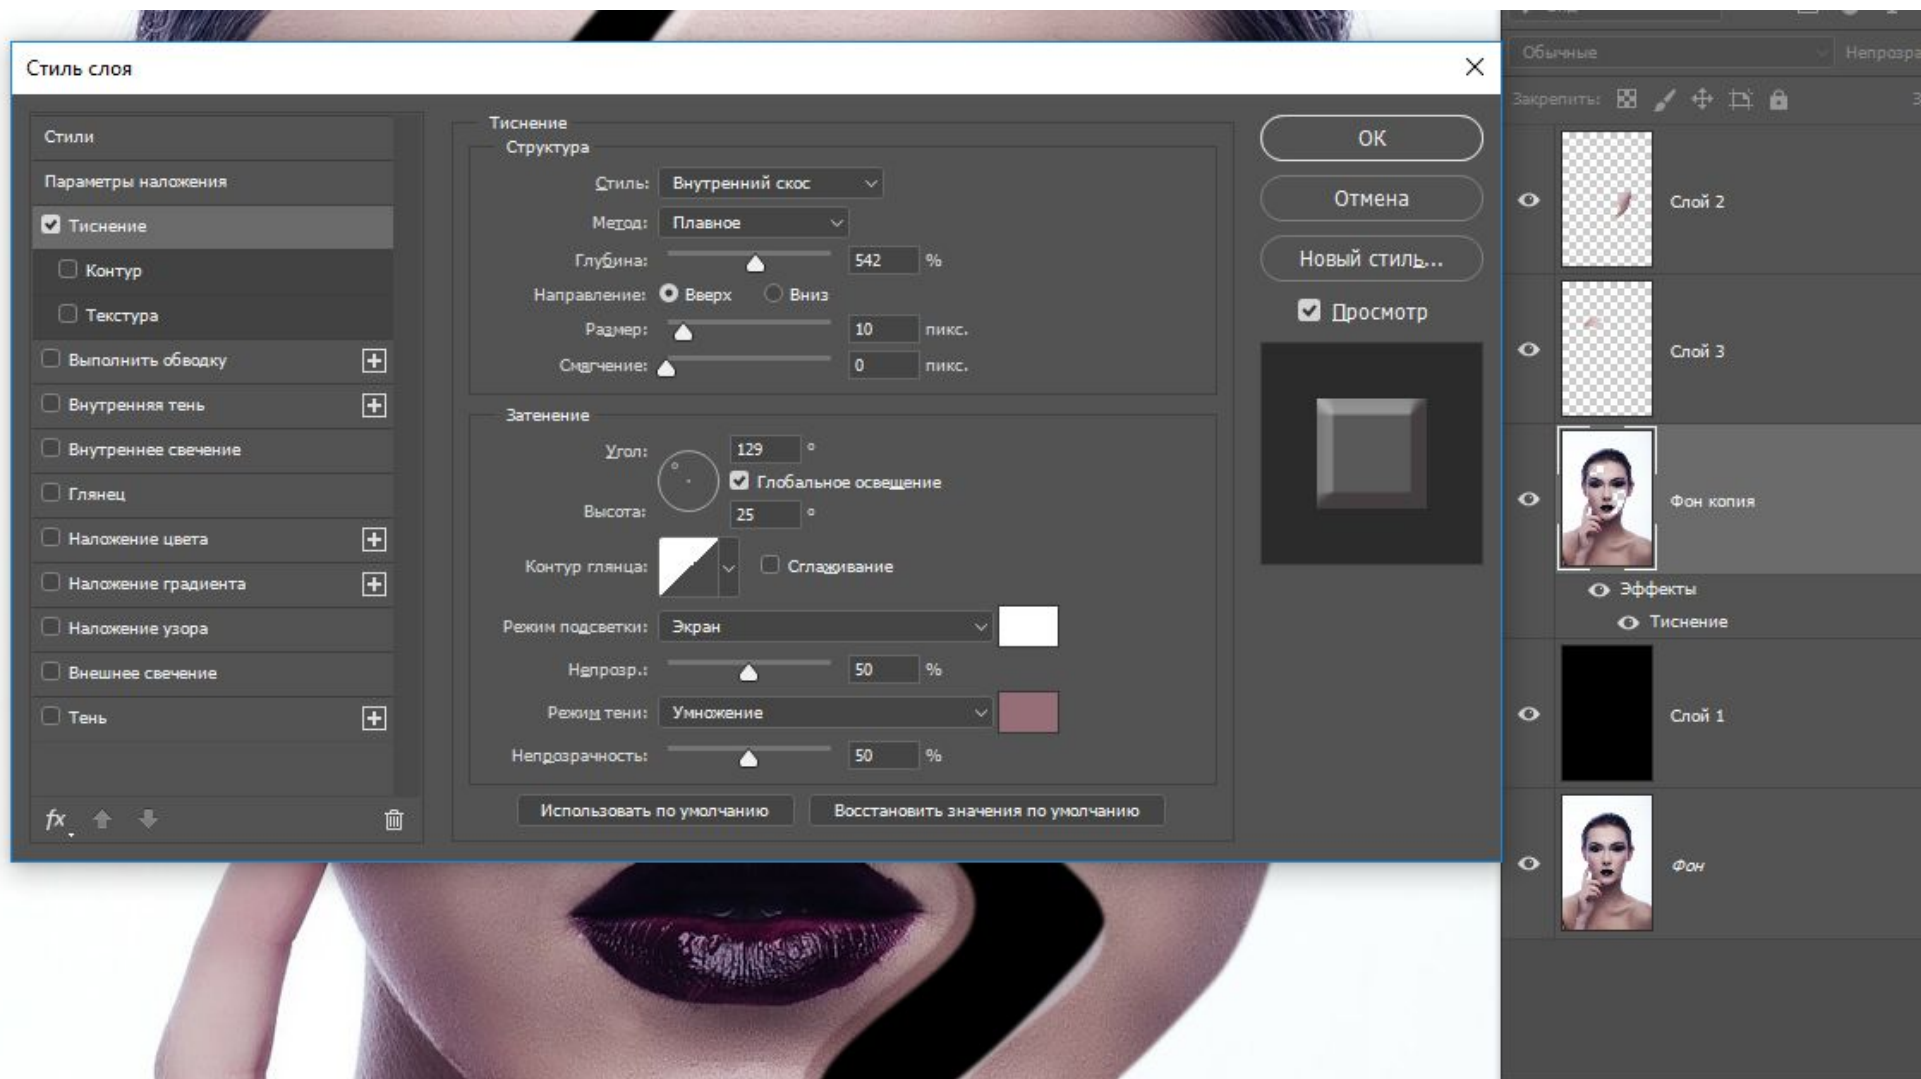 Стиль слоя
Стили
Параметры наложения
Тиснение
Контур
Текстура
Выполнить обводку
Внутренняя тень
Внутреннее свечение
Глянец
Наложение цвета
Наложение градиента
Наложение узора
Внешнее свечение
Тень
fx
Тиснение
Структура
Стиль: Внутренний скос
Метод: Плавное
Глубина: 542 %
Направление: Вверх Вниз
Размер: 10 пикс.
Смягчение: 0 пикс.
Затенение
Угол: 129 °
Глобальное освещение
Высота: 25 °
Контур глянца: Сглаживание
Режим подсветки: Экран
Непрозр.: 50 %
Режим тени: Умножение
Непрозрачность: 50 %
Использовать по умолчанию Восстановить значения по умолчанию
ОК
Отмена
Новый стиль...
Просмотр
Обычные Непрозра
Закрепить:
Слой 2
Слой 3
Фон копия
Эффекты
Тиснение
Слой 1
Фон